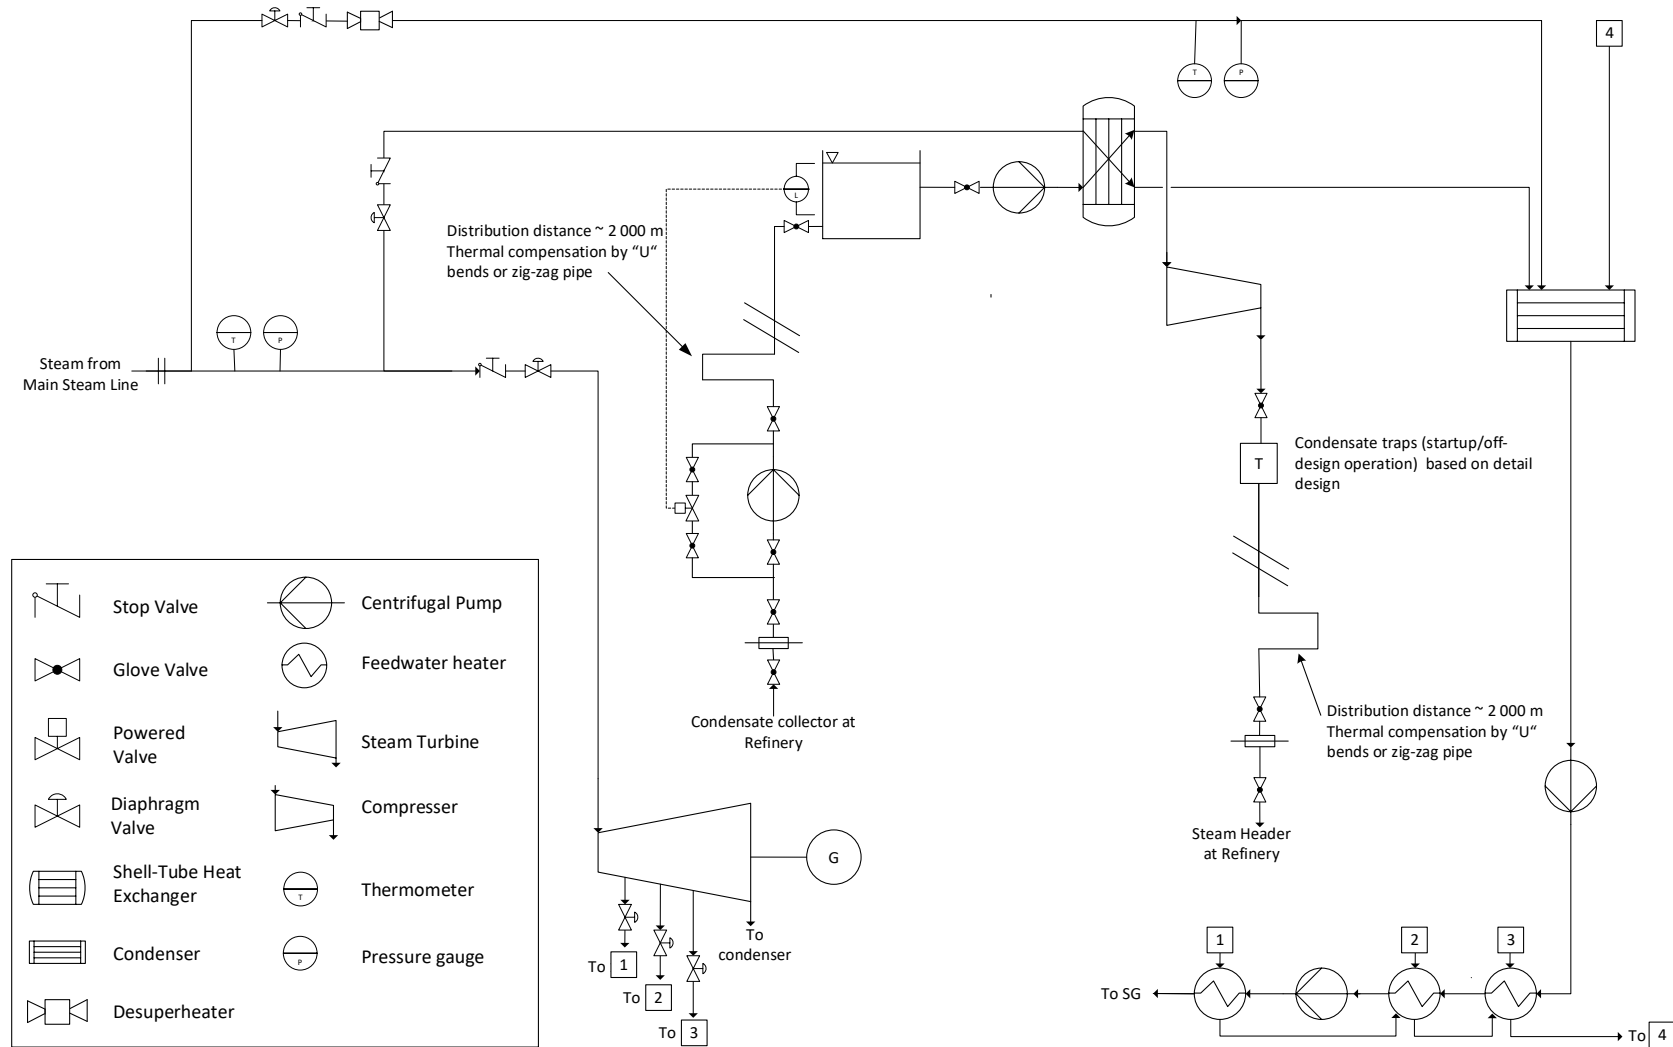 4
T
P
L
Distribution distance ~ 2 000 m
Thermal compensation by “U“
bends or zig-zag pipe
T
P
Steam from
Main Steam Line
Condensate traps (startup/off-
design operation)  based on detail
design
T
Stop Valve
Centrifugal Pump
Glove Valve
Feedwater heater
Powered
Valve
Steam Turbine
Diaphragm
Valve
Compresser
Shell-Tube Heat
Exchanger
T
Thermometer
Condenser
P
Pressure gauge
Desuperheater
Condensate collector at
Refinery
Distribution distance ~ 2 000 m
Thermal compensation by “U“
bends or zig-zag pipe
Steam Header
at Refinery
G
To
condenser
To 1
To 2
To 3
1
2
3
To SG
To 4